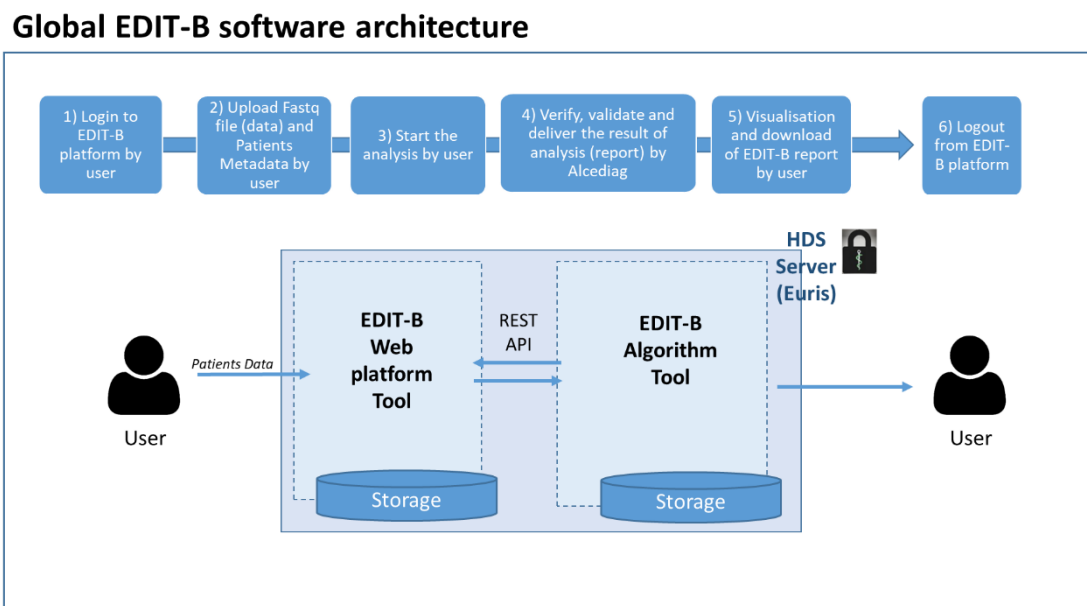 Global EDIT-B software architecture
1) Login to
EDIT-B
platform by
user
2) Upload Fastq
file (data) and
Patients
Metadata by
user
3) Start the
analysis by user
4) Verify, validate and
deliver the result of
analysis (report) by
Alcediag
5) Visualisation
and download
of EDIT-B report
by user
6) Logout
from EDIT-
B platform
HDS
Server
(Euris)
Patients Data
User
EDIT-B
Web
platform
Tool
Storage
REST
API
EDIT-B
Algorithm
Tool
Storage
User